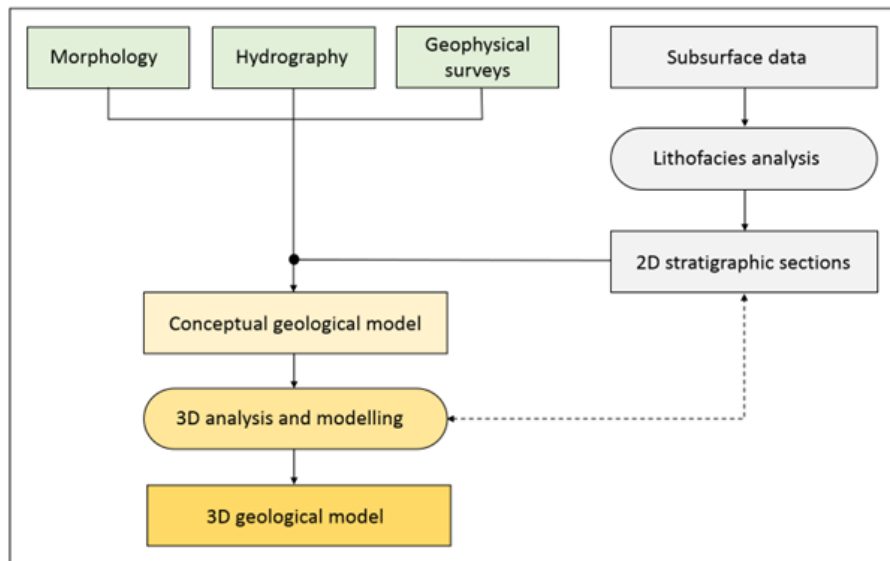 Morphology
Hydrography
Geophysical
surveys
Subsurface data
Lithofacies analysis
2D stratigraphic sections
Conceptual geological model
3D analysis and modelling
3D geological model